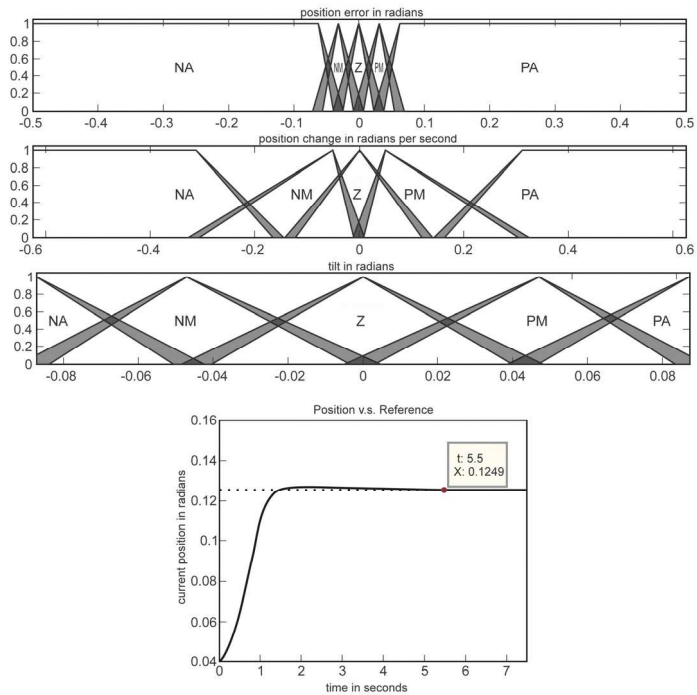 position error in radians
1
0.8
0.6
0.4
0.2
0
NA
NM
Z
PM
PA
-0.5 -0.4 -0.3 -0.2 -0.1 0 0.1 0.2 0.3 0.4 0.5
position change in radians per second
1
0.8
0.6
0.4
0.2
0
NA NM Z PM PA
-0.6 -0.4 -0.2 0 0.2 0.4 0.6
tilt in radians
1
0.8
0.6
0.4
0.2
0
NA NM Z PM PA
-0.08 -0.06 -0.04 -0.02 0 0.02 0.04 0.06 0.08
Position v.s. Reference
0.16
0.14
0.12
0.1
0.08
0.06
0.04
current position in radians
t: 5.5
X: 0.1249
0 1 2 3 4 5 6 7
time in seconds